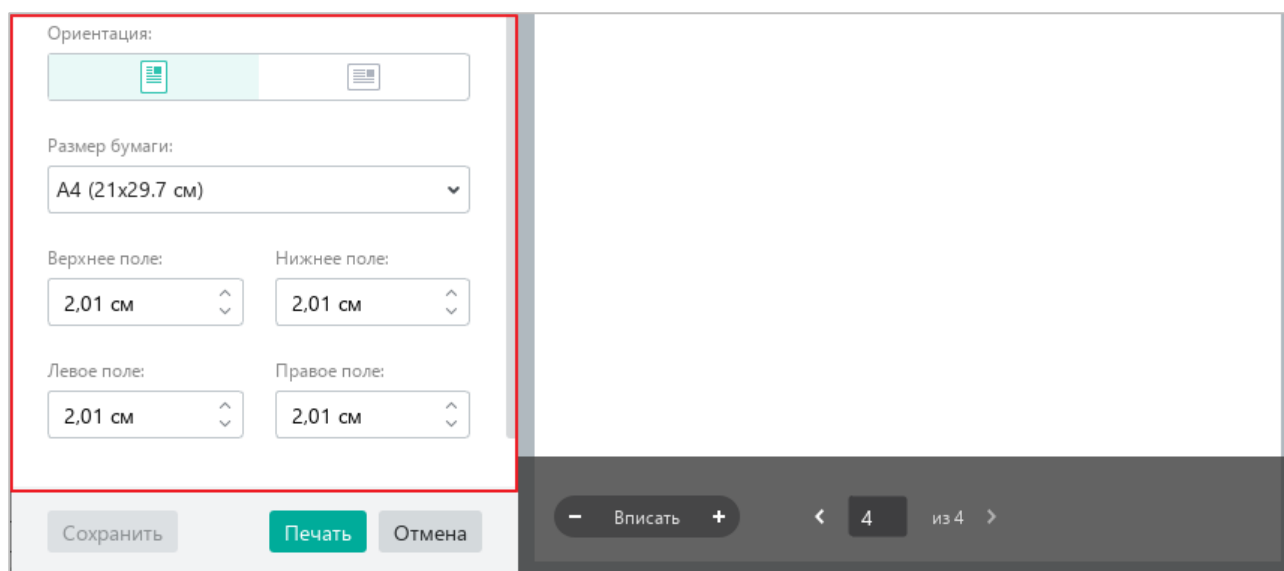 Ориентация:
Размер бумаги:
А4 (21x29.7 см)
Верхнее поле: Нижнее поле:
2,01 см 2,01 см
Левое поле: Правое поле:
2,01 см 2,01 см
Сохранить Печать Отмена
− Вписать + 4 из 4